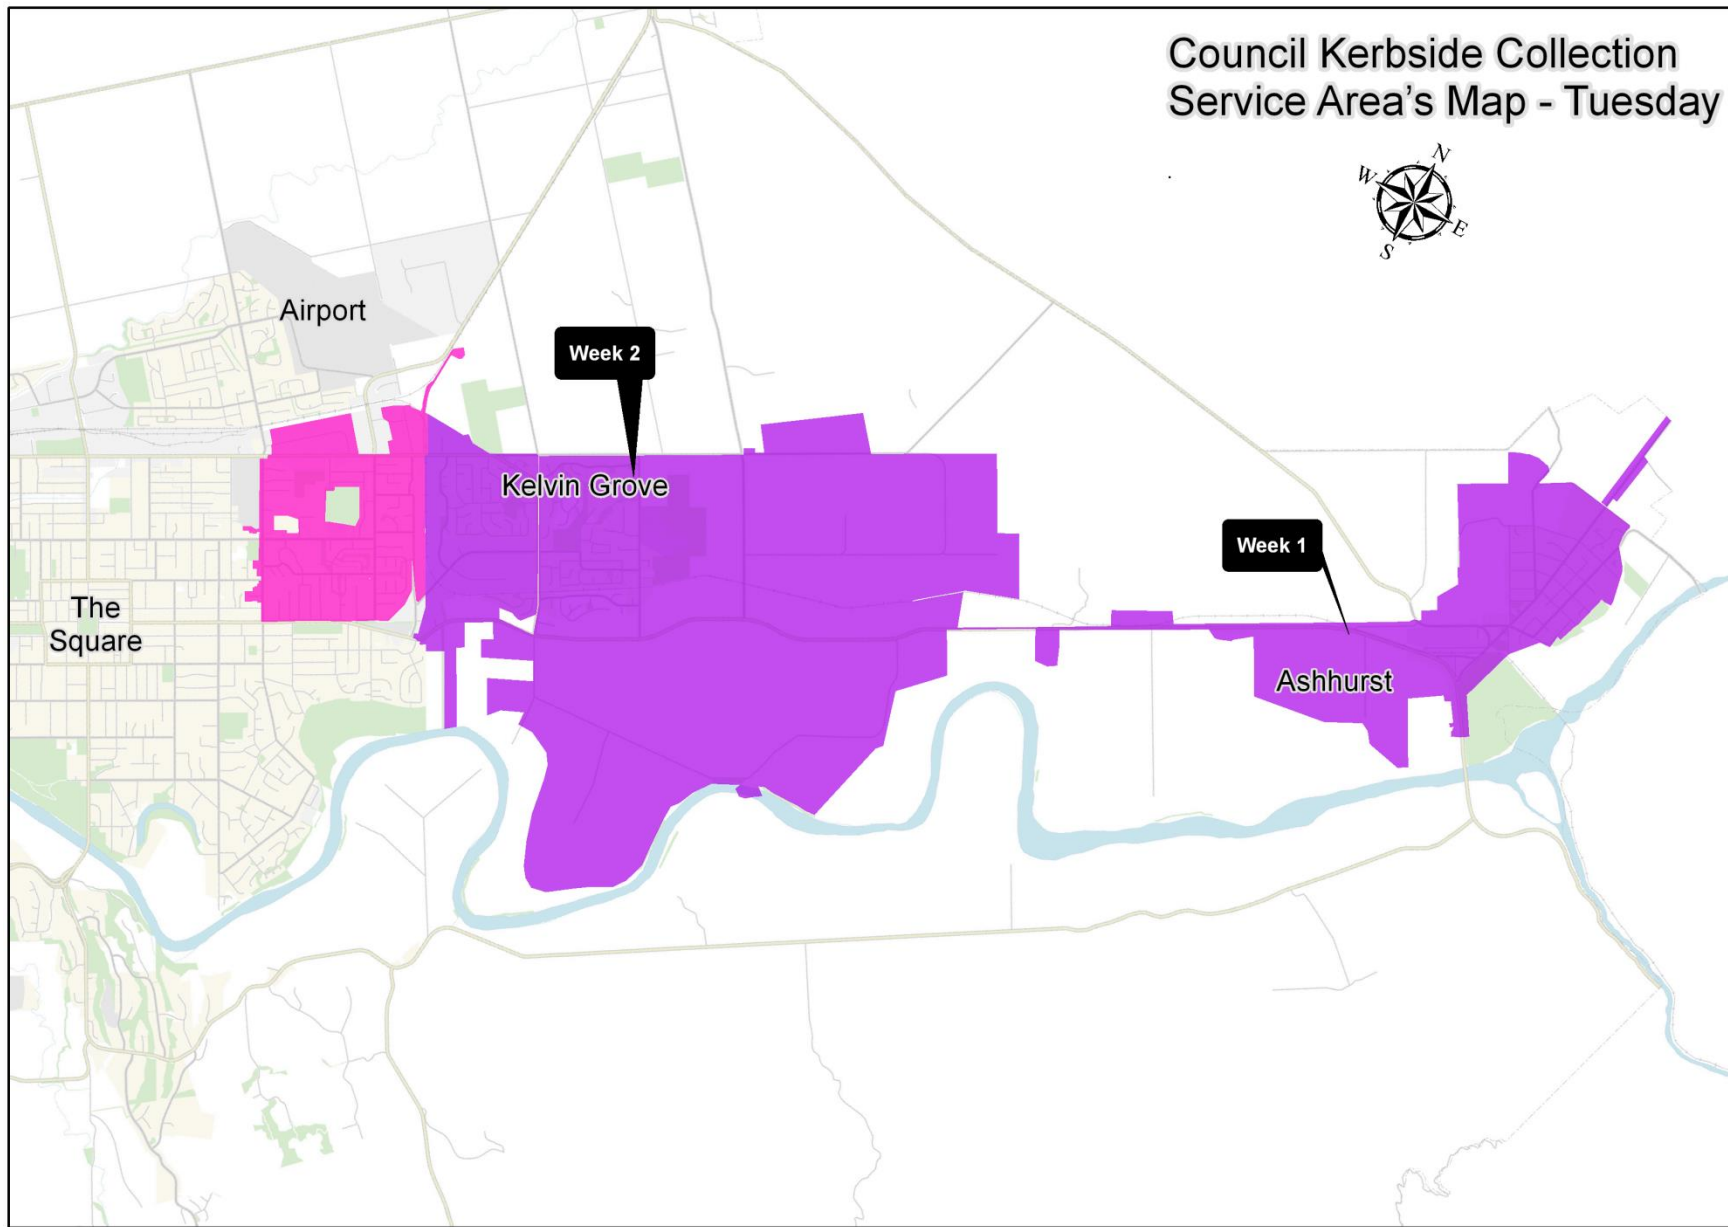 Council Kerbside Collection
Service Area's Map - Tuesday
N
W
E
S
Airport
Week 2
Kelvin Grove
Week 1
The
Square
Ashhurst